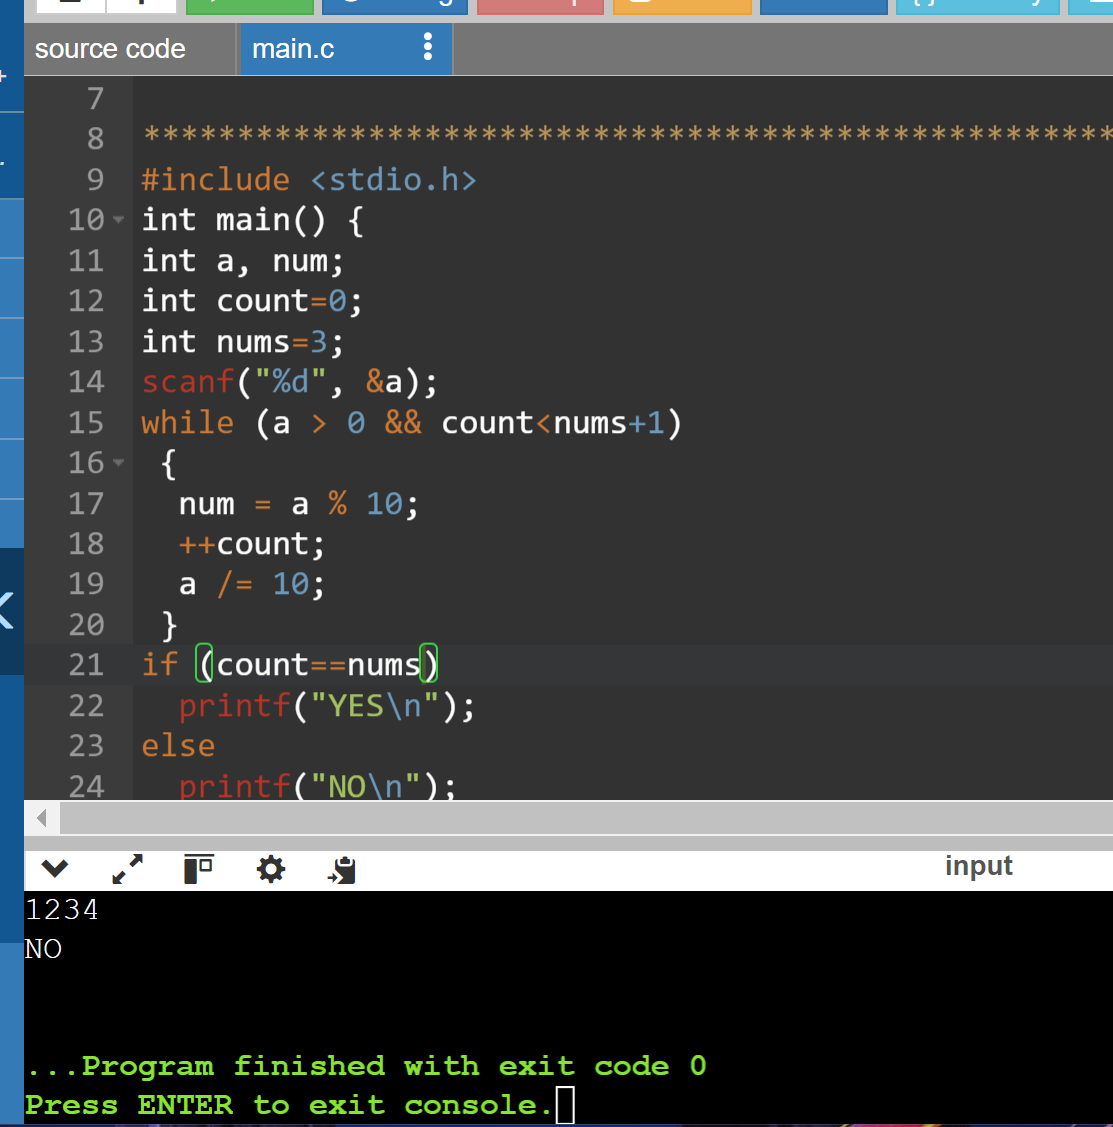 source code main.c
7
8 ****************************************************
9 #include <stdio.h>
10 int main() {
11 int a, num;
12 int count=0;
13 int nums=3;
14 scanf("%d", &a);
15 while (a > 0 && count<nums+1)
16 {
17 num = a % 10;
18 ++count;
19 a /= 10;
20 }
21 if (count==nums)
22 printf("YES\n");
23 else
24 printf("NO\n");
input
1234
NO
...Program finished with exit code 0
Press ENTER to exit console.